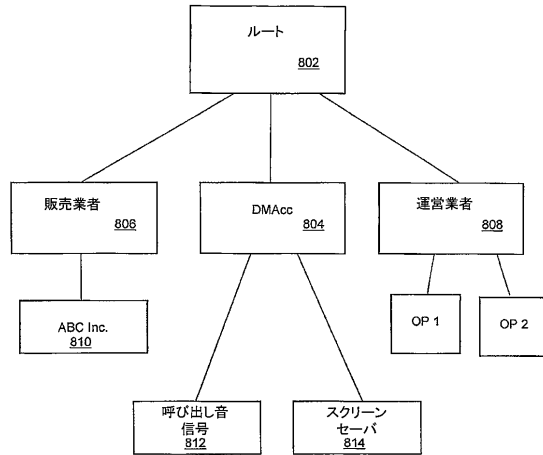 ルート
802
販売業者
806
DMAcc
804
運営業者
808
ABC Inc.
810
OP 1
OP 2
呼び出し音
信号
812
スクリーン
セーバ
814